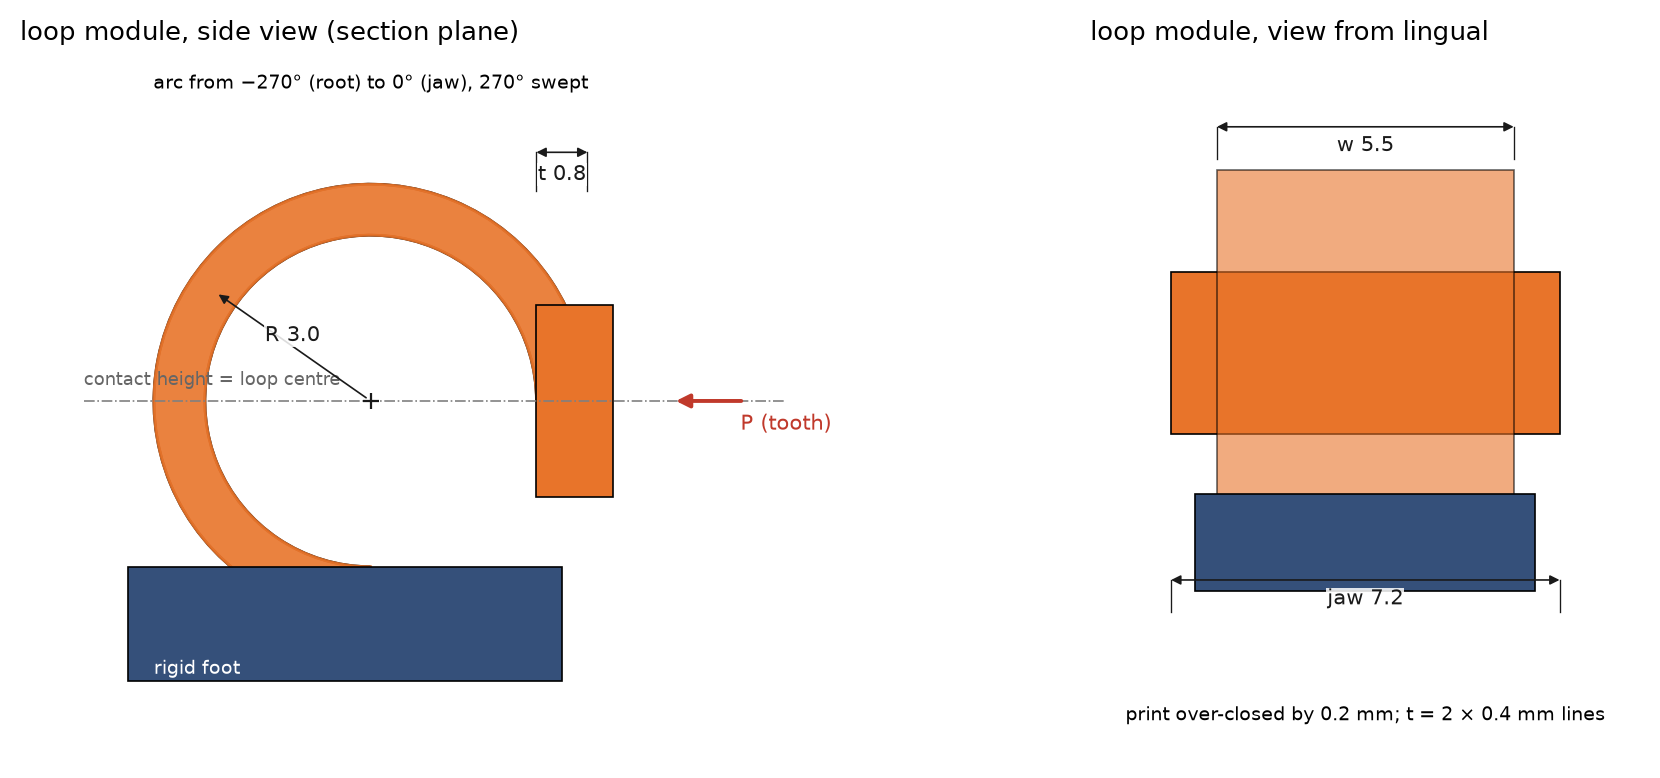 loop module, side view (section plane)
loop module, view from lingual
arc from −270° (root) to 0° (jaw), 270° swept
t 0.8
w 5.5
R 3.0
contact height = loop centre
P (tooth)
jaw 7.2
rigid foot
print over-closed by 0.2 mm; t = 2 × 0.4 mm lines